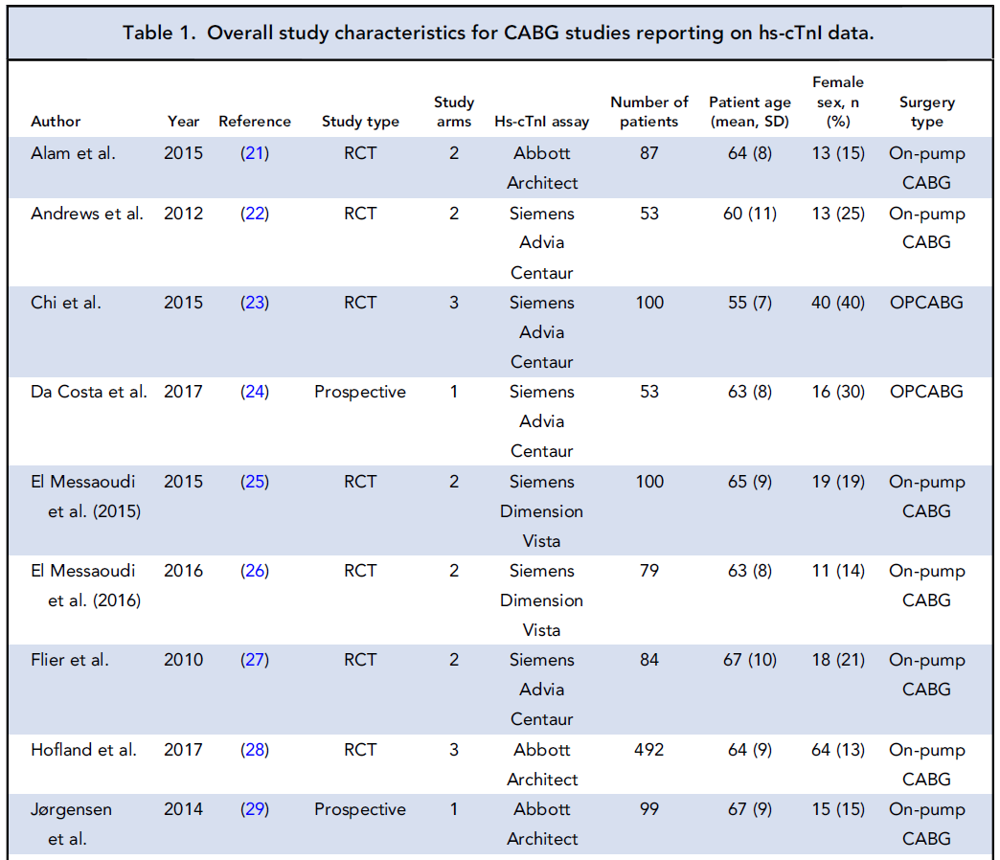 Table 1. Overall study characteristics for CABG studies reporting on hs-cTnI data.
Female
Study Number of Patient age sex, n Surgery
Author Year Reference Study type arms Hs-cTnI assay patients (mean, SD) (%) type
Alam et al. 2015 (21) RCT 2 Abbott 87 64 (8) 13 (15) On-pump
Architect CABG
Andrews et al. 2012 (22) RCT 2 Siemens 53 60 (11) 13 (25) On-pump
Advia CABG
Centaur
Chi et al. 2015 (23) RCT 3 Siemens 100 55 (7) 40 (40) OPCABG
Advia
Centaur
Da Costa et al. 2017 (24) Prospective 1 Siemens 53 63 (8) 16 (30) OPCABG
Advia
Centaur
El Messaoudi 2015 (25) RCT 2 Siemens 100 65 (9) 19 (19) On-pump
et al. (2015) Dimension CABG
Vista
El Messaoudi 2016 (26) RCT 2 Siemens 79 63 (8) 11 (14) On-pump
et al. (2016) Dimension CABG
Vista
Flier et al. 2010 (27) RCT 2 Siemens 84 67 (10) 18 (21) On-pump
Advia CABG
Centaur
Hofland et al. 2017 (28) RCT 3 Abbott 492 64 (9) 64 (13) On-pump
Architect CABG
Jørgensen 2014 (29) Prospective 1 Abbott 99 67 (9) 15 (15) On-pump
et al. Architect CABG